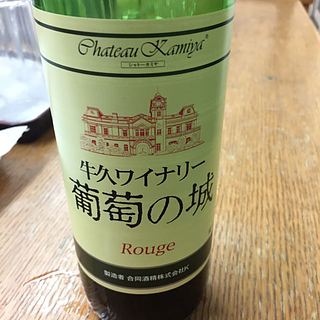 Chateau Kamiya®
シャトーカミヤ
牛久ワイナリー
葡萄の城
Rouge
製造者 合同酒精株式会社K